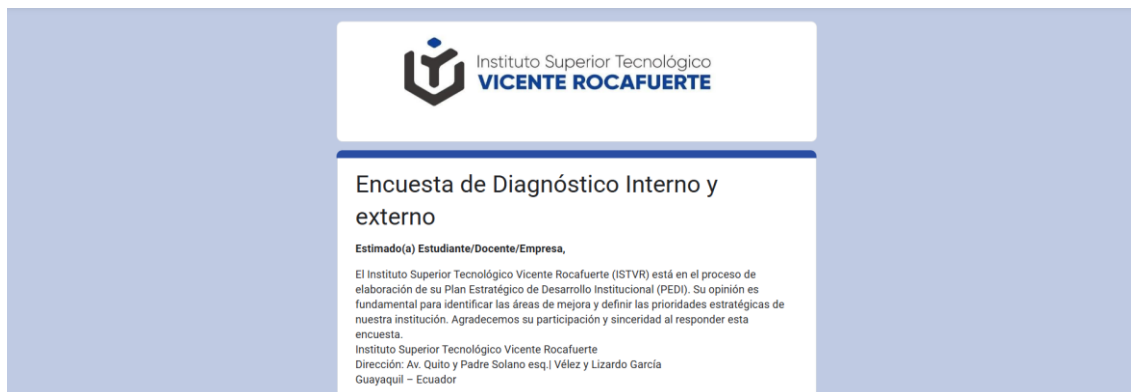 Instituto Superior Tecnológico
VICENTE ROCAFUERTE
Encuesta de Diagnóstico Interno y
externo
Estimado(a) Estudiante/Docente/Empresa,
El Instituto Superior Tecnológico Vicente Rocafuerte (ISTVR) está en el proceso de
elaboración de su Plan Estratégico de Desarrollo Institucional (PEDI). Su opinión es
fundamental para identificar las áreas de mejora y definir las prioridades estratégicas de
nuestra institución. Agradecemos su participación y sinceridad al responder esta
encuesta.
Instituto Superior Tecnológico Vicente Rocafuerte
Dirección: Av. Quito y Padre Solano esq.| Vélez y Lizardo García
Guayaquil – Ecuador